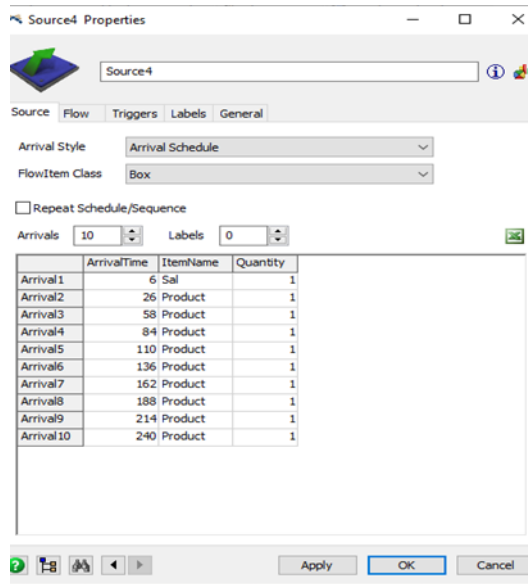 Source4 Properties
Source4
Source Flow Triggers Labels General
Arrival Style Arrival Schedule
FlowItem Class Box
Repeat Schedule/Sequence
Arrivals 10 Labels 0
ArrivalTime ItemName Quantity
Arrival1 6 Sal 1
Arrival2 26 Product 1
Arrival3 58 Product 1
Arrival4 84 Product 1
Arrival5 110 Product 1
Arrival6 136 Product 1
Arrival7 162 Product 1
Arrival8 188 Product 1
Arrival9 214 Product 1
Arrival10 240 Product 1
Apply OK Cancel